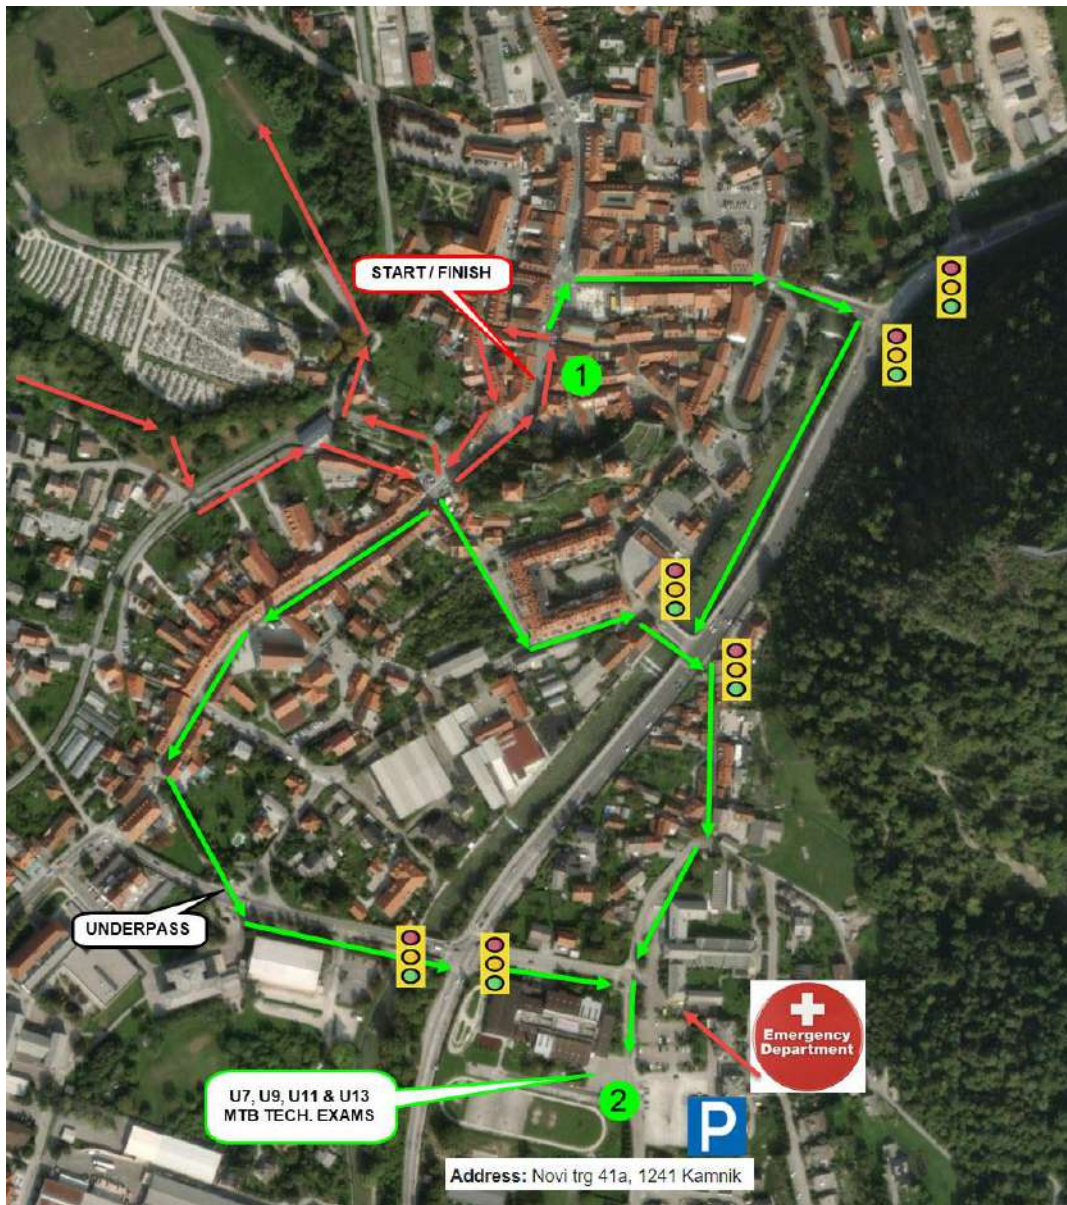 START / FINISH
1
UNDERPASS
Emergency
Department
U7, U9, U11 & U13
MTB TECH. EXAMS
2
P
Address: Novi trg 41a, 1241 Kamnik